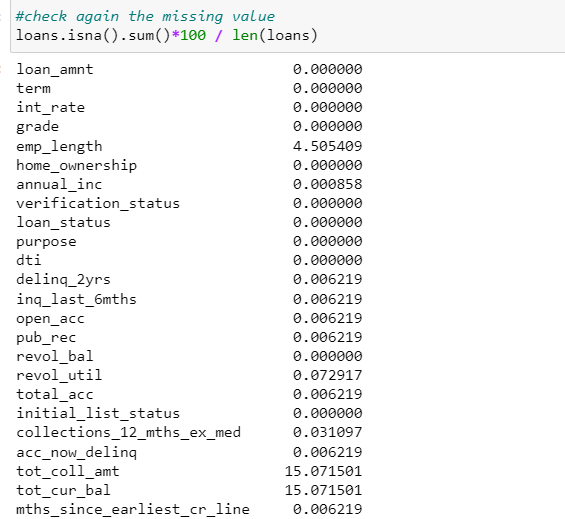 #check again the missing value
loans.isna().sum()*100 / len(loans)
loan_amnt 0.000000
term 0.000000
int_rate 0.000000
grade 0.000000
emp_length 4.505409
home_ownership 0.000000
annual_inc 0.000858
verification_status 0.000000
loan_status 0.000000
purpose 0.000000
dti 0.000000
delinq_2yrs 0.006219
inq_last_6mths 0.006219
open_acc 0.006219
pub_rec 0.006219
revol_bal 0.000000
revol_util 0.072917
total_acc 0.006219
initial_list_status 0.000000
collections_12_mths_ex_med 0.031097
acc_now_delinq 0.006219
tot_coll_amt 15.071501
tot_cur_bal 15.071501
mths_since_earliest_cr_line 0.006219